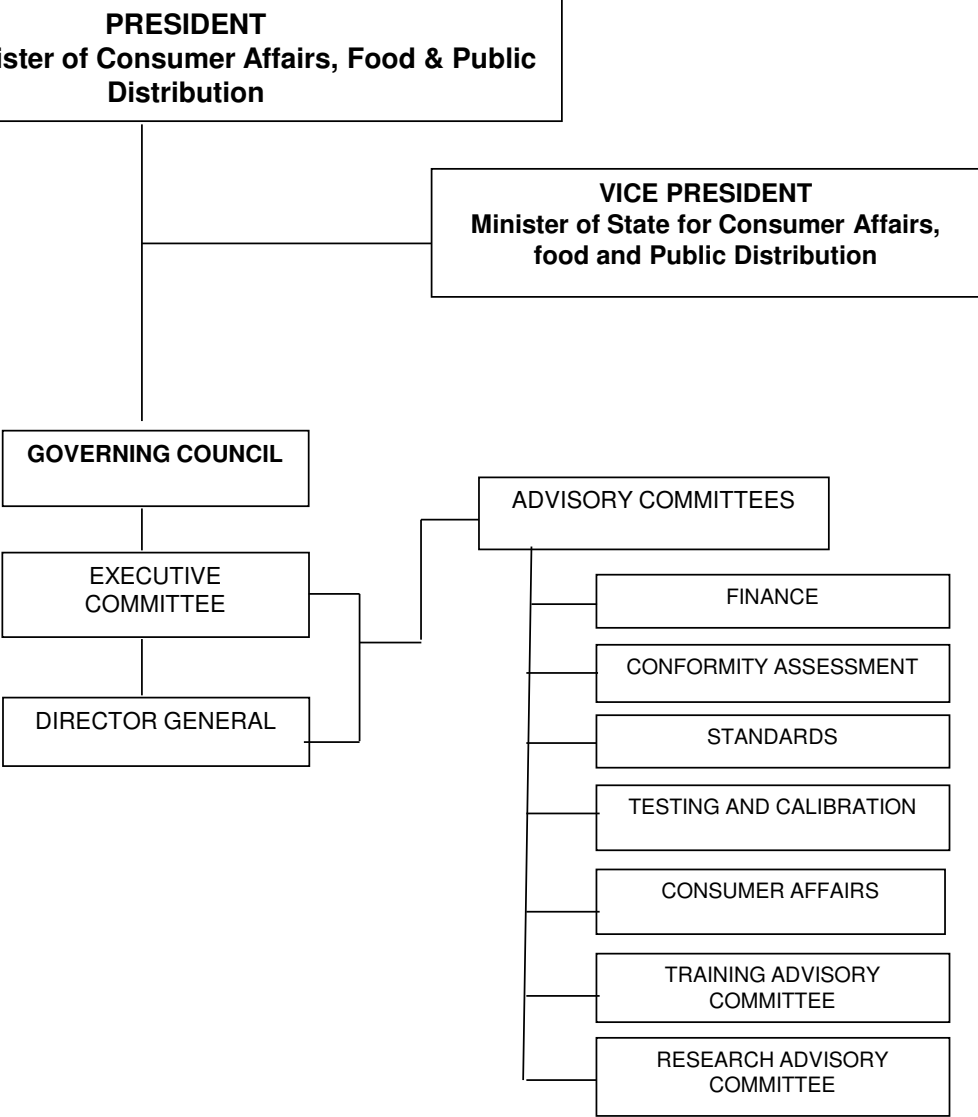 PRESIDENT
ister of Consumer Affairs, Food & Public
Distribution
VICE PRESIDENT
Minister of State for Consumer Affairs,
food and Public Distribution
GOVERNING COUNCIL
EXECUTIVE
COMMITTEE
DIRECTOR GENERAL
ADVISORY COMMITTEES
FINANCE
CONFORMITY ASSESSMENT
STANDARDS
TESTING AND CALIBRATION
CONSUMER AFFAIRS
TRAINING ADVISORY
COMMITTEE
RESEARCH ADVISORY
COMMITTEE